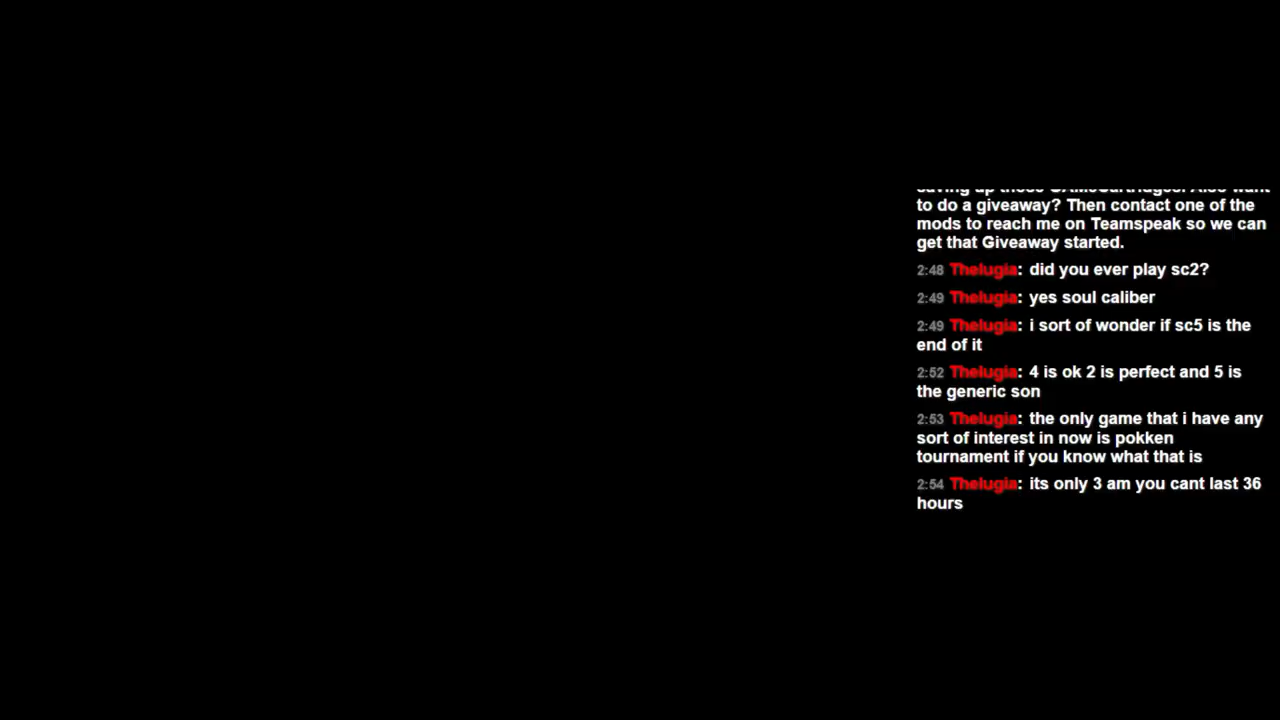 to do a giveaway? Then contact one of the
mods to reach me on Teamspeak so we can
get that Giveaway started.
2:48 Thelugia: did you ever play sc2?
2:49 Thelugia: yes soul caliber
2:49 Thelugia: i sort of wonder if sc5 is the
end of it
2:52 Thelugia: 4 is ok 2 is perfect and 5 is
the generic son
2:53 Thelugia: the only game that i have any
sort of interest in now is pokken
tournament if you know what that is
2:54 Thelugia: its only 3 am you cant last 36
hours